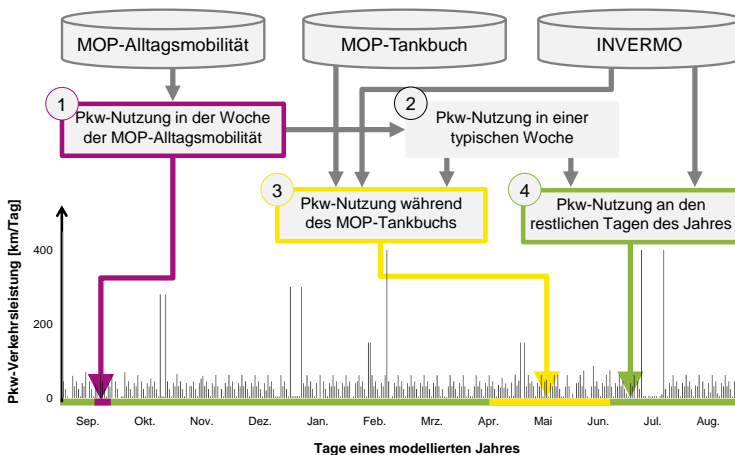 MOP-Alltagsmobilität
MOP-Tankbuch
INVERMO
1
Pkw-Nutzung in der Woche
der MOP-Alltagsmobilität
2
Pkw-Nutzung in einer
typischen Woche
3
Pkw-Nutzung während
des MOP-Tankbuchs
4
Pkw-Nutzung an den
restlichen Tagen des Jahres
Pkw-Verkehrsleistung [km/Tag]
400
200
0
Sep.
Okt.
Nov.
Dez.
Jan.
Feb.
Mrz.
Apr.
Mai
Jun.
Jul.
Aug.
Tage eines modellierten Jahres